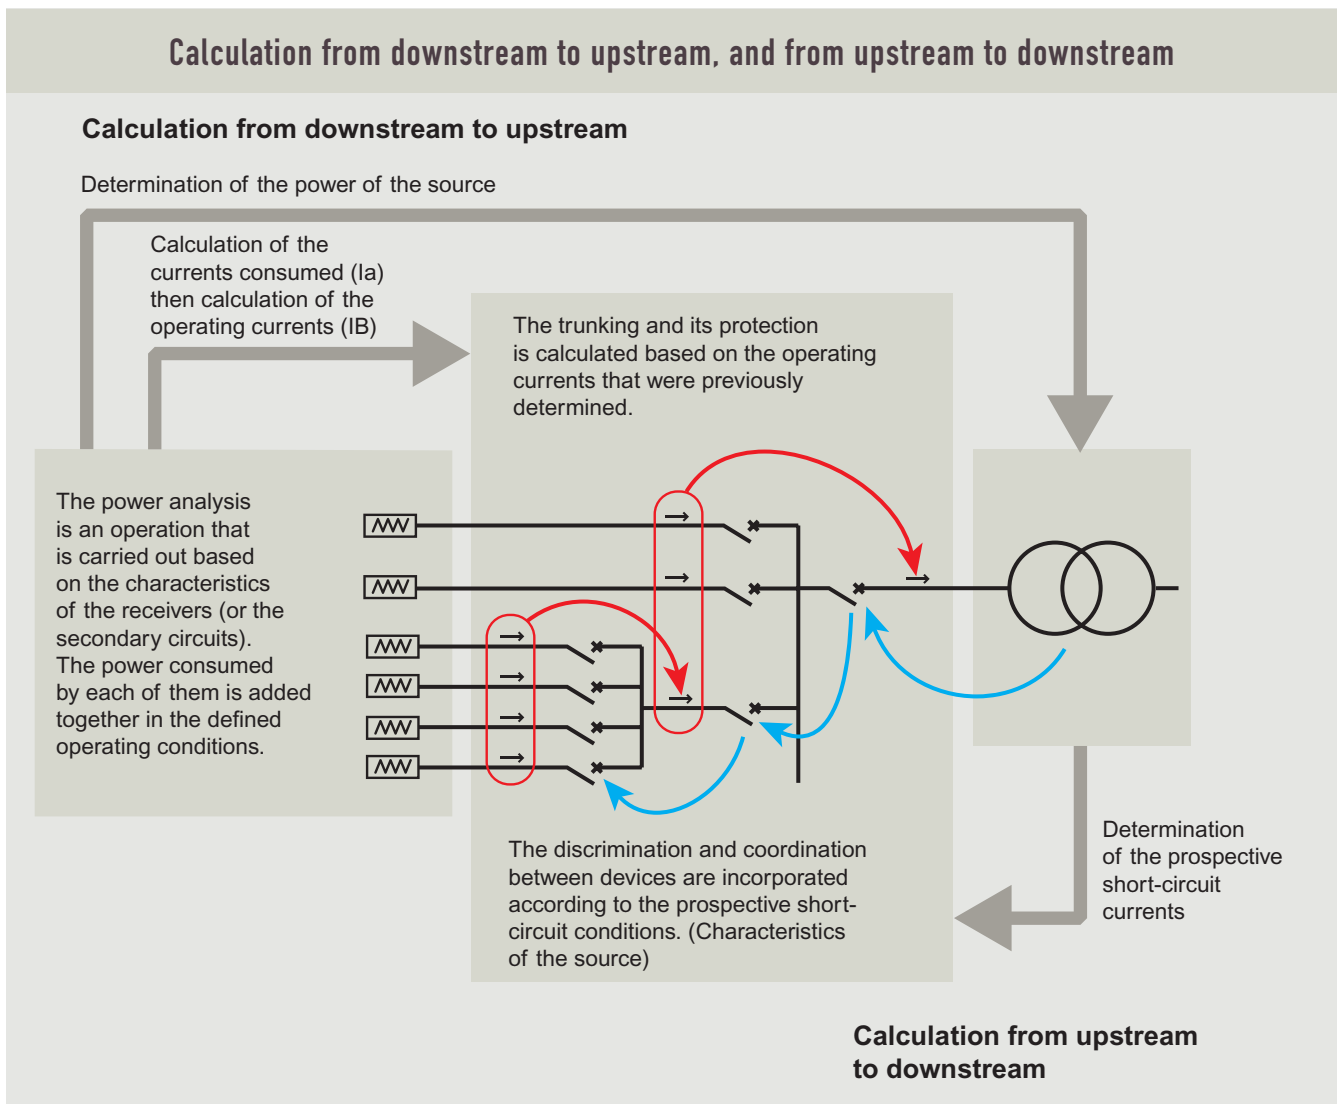 Calculation from downstream to upstream, and from upstream to downstream
Calculation from downstream to upstream
Determination of the power of the source
Calculation of the
currents consumed (Ia)
then calculation of the
operating currents (IB)
The trunking and its protection
is calculated based on the operating
currents that were previously
determined.
The power analysis
is an operation that
is carried out based
on the characteristics
of the receivers (or the
secondary circuits).
The power consumed
by each of them is added
together in the defined
operating conditions.
The discrimination and coordination
between devices are incorporated
according to the prospective short-
circuit conditions. (Characteristics
of the source)
Determination
of the prospective
short-circuit
currents
Calculation from upstream
to downstream